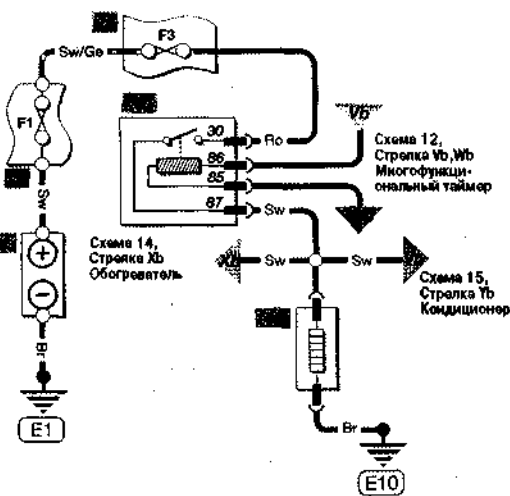 F3
Sw/Ge
F1
Sw
+
−
Br
E1
30
86
85
87
Ro
Sw
Vb
Схема 12,
Стрелка Vb,Wb
Многофункци-
ональный таймер
Схема 14,
Стрелка Xb
Обогреватель
Xb
Sw
Sw
Схема 15,
Стрелка Yb
Кондиционер
Br
E10